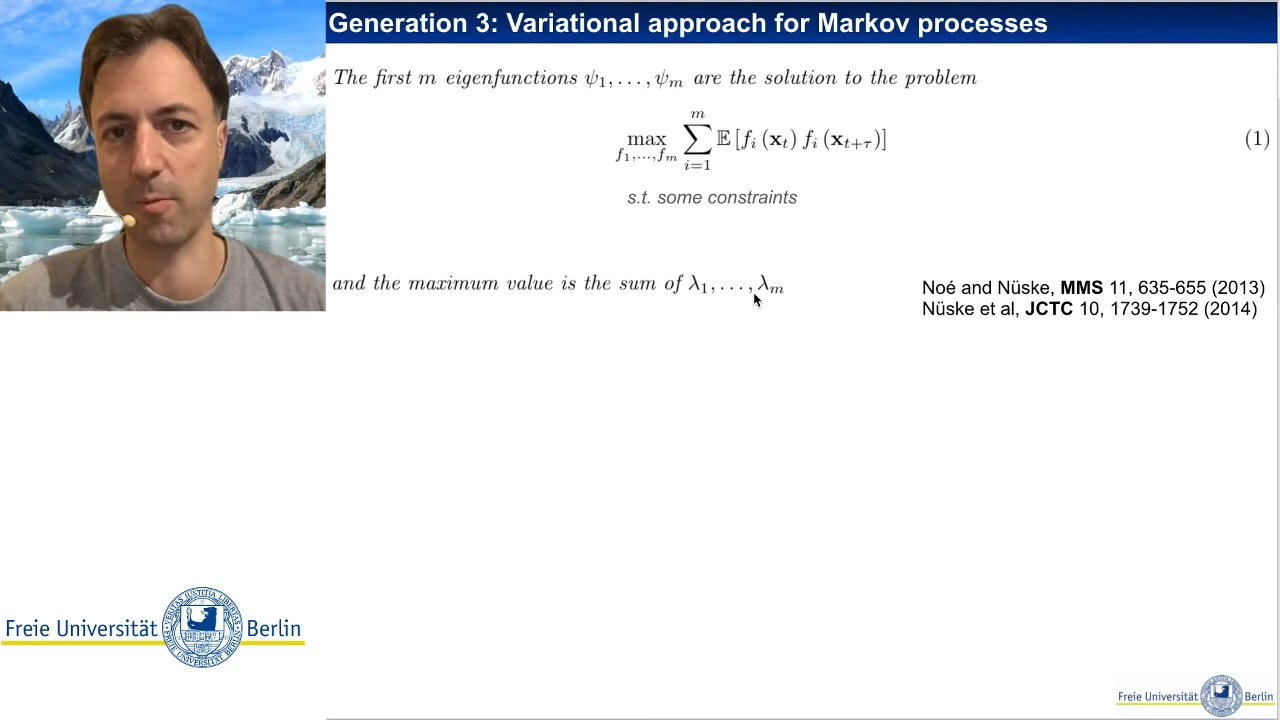 Generation 3: Variational approach for Markov processes
The first m eigenfunctions ψ₁, . . . , ψₘ are the solution to the problem
max_{f₁,...,fₘ} ∑_{i=1}^{m} 𝔼 [fᵢ (𝐱ₜ) fᵢ (𝐱ₜ₊τ)] (1)
s.t. some constraints
and the maximum value is the sum of λ₁, . . . , λₘ
Noé and Nüske, MMS 11, 635-655 (2013)
Nüske et al, JCTC 10, 1739-1752 (2014)
Freie Universität Berlin
Freie Universität Berlin